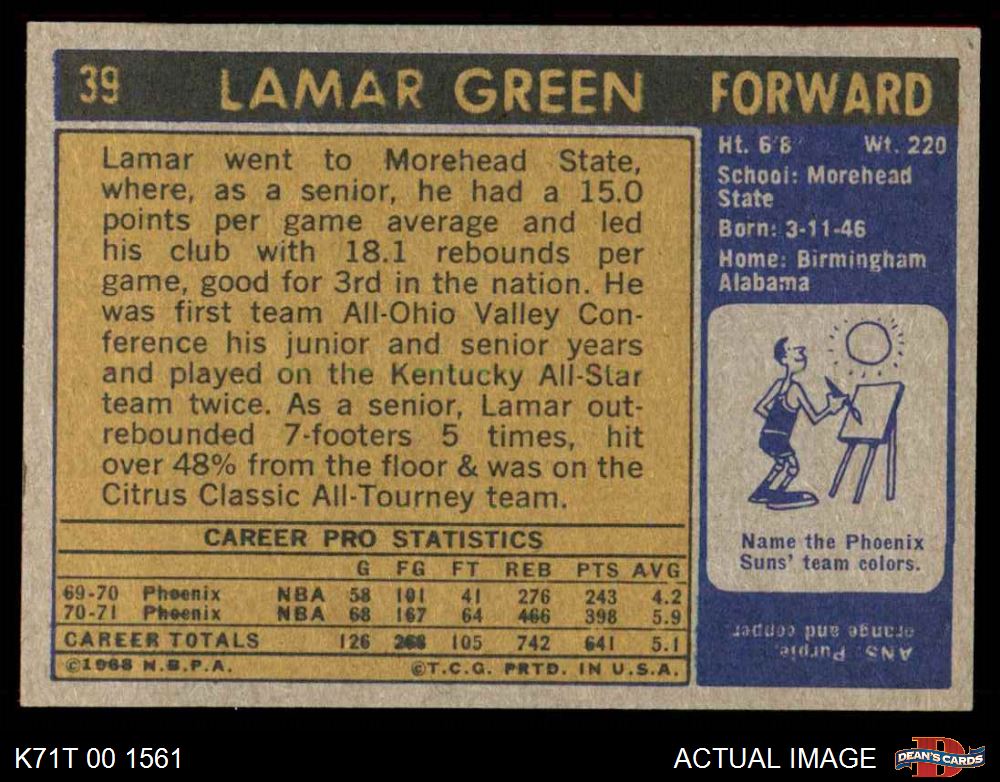 39 LAMAR GREEN FORWARD
Lamar went to Morehead State,
where, as a senior, he had a 15.0
points per game average and led
his club with 18.1 rebounds per
game, good for 3rd in the nation. He
was first team All-Ohio Valley Con-
ference his junior and senior years
and played on the Kentucky All-Star
team twice. As a senior, Lamar out-
rebounded 7-footers 5 times, hit
over 48% from the floor & was on the
Citrus Classic All-Tourney team.
CAREER PRO STATISTICS
G FG FT REB PTS AVG
69-70 Phoenix NBA 58 101 41 276 243 4.2
70-71 Phoenix NBA 68 167 64 466 398 5.9
CAREER TOTALS 126 268 105 742 641 5.1
©1968 N.B.P.A. ©T.C.G. PRTD. IN U.S.A.
Ht. 6'8 Wt. 220
School: Morehead
State
Born: 3-11-46
Home: Birmingham
Alabama
Name the Phoenix
Suns' team colors.
ANS: Purple,
orange and copper
K71T 00 1561 ACTUAL IMAGE
D
DEAN'S CARDS